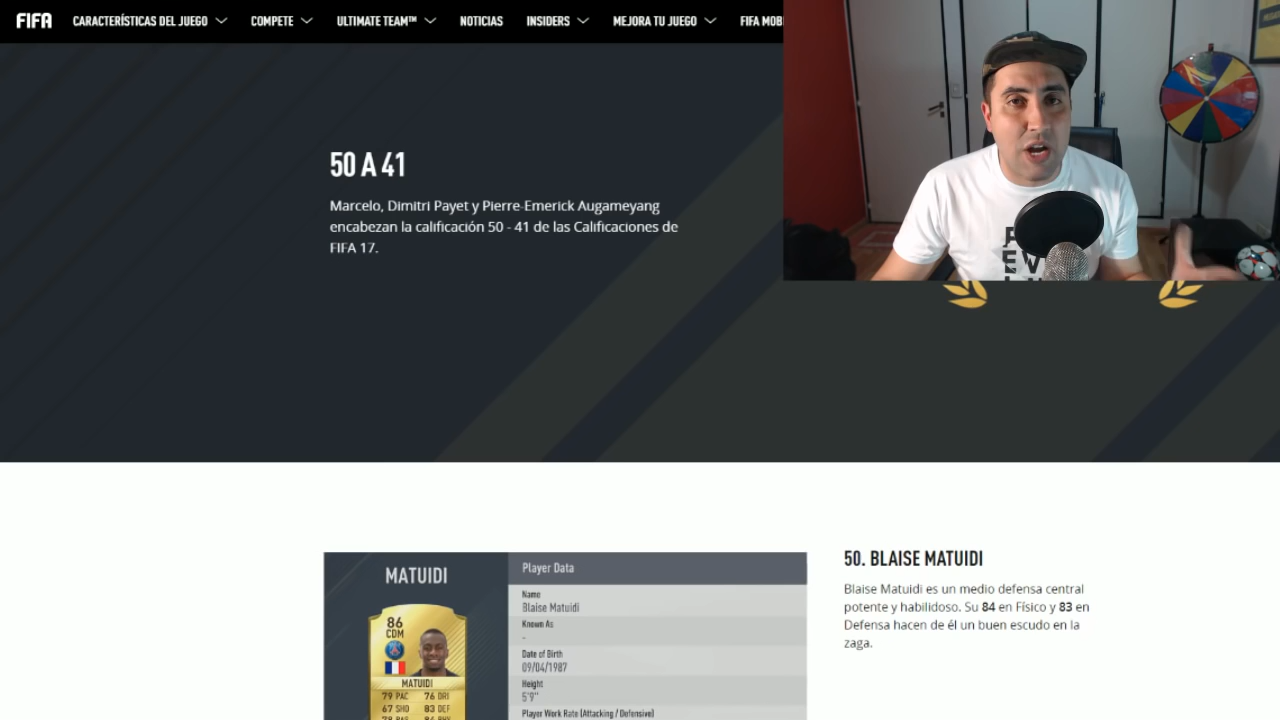 FIFA CARACTERÍSTICAS DEL JUEGO COMPETE ULTIMATE TEAM™ NOTICIAS INSIDERS MEJORA TU JUEGO FIFA
50 A 41
Marcelo, Dimitri Payet y Pierre-Emerick Augameyang
encabezan la calificación 50 - 41 de las Calificaciones de
FIFA 17.
50. BLAISE MATUIDI
Blaise Matuidi es un medio defensa central
potente y habilidoso. Su 84 en Físico y 83 en
Defensa hacen de él un buen escudo en la
zaga.
MATUIDI
86
CDM
MATUIDI
79 PAC 76 DRI
67 SHO 83 DEF
Player Data
Name
Blaise Matuidi
Known As
-
Date of Birth
09/04/1987
Height
5'9"
Player Work Rate (Attacking / Defensive)